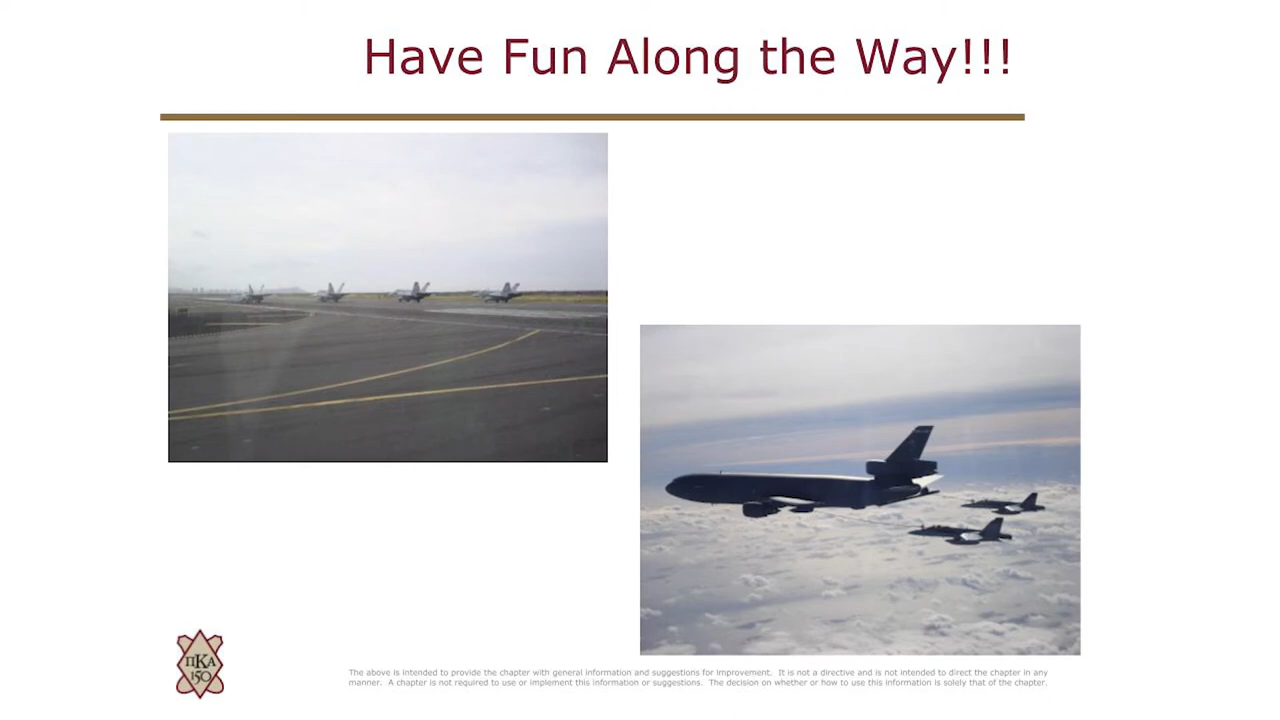 Have Fun Along the Way!!!
ΠΚΑ
150
The above is intended to provide the chapter with general information and suggestions for improvement.  It is not a directive and is not intended to direct the chapter in any
manner.  A chapter is not required to use or implement this information or suggestions.  The decision on whether or how to use this information is solely that of the chapter.